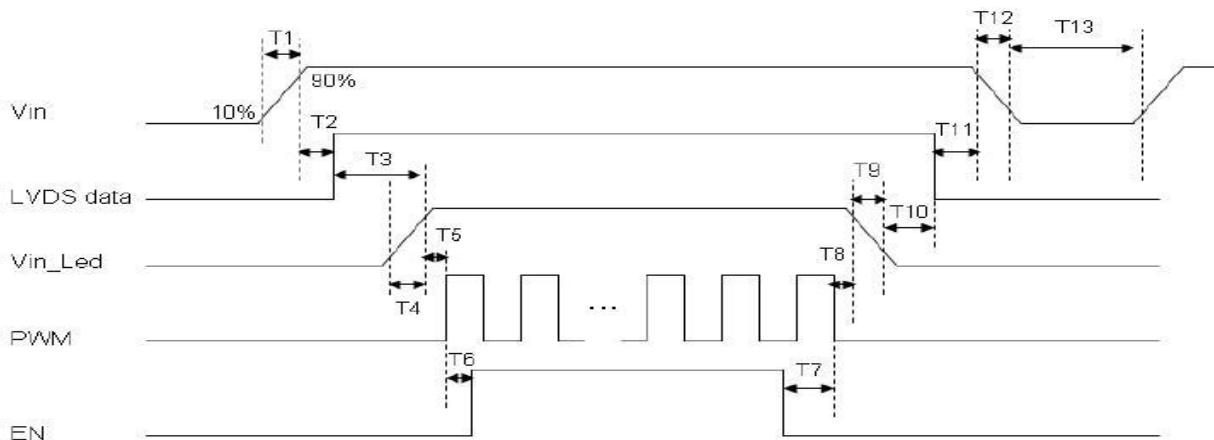 T1
T12
T13
90%
10%
Vin
T2
T11
T3
T9
LVDS data
T10
T5
Vin_Led
T8
T4
...
PWM
T6
T7
EN